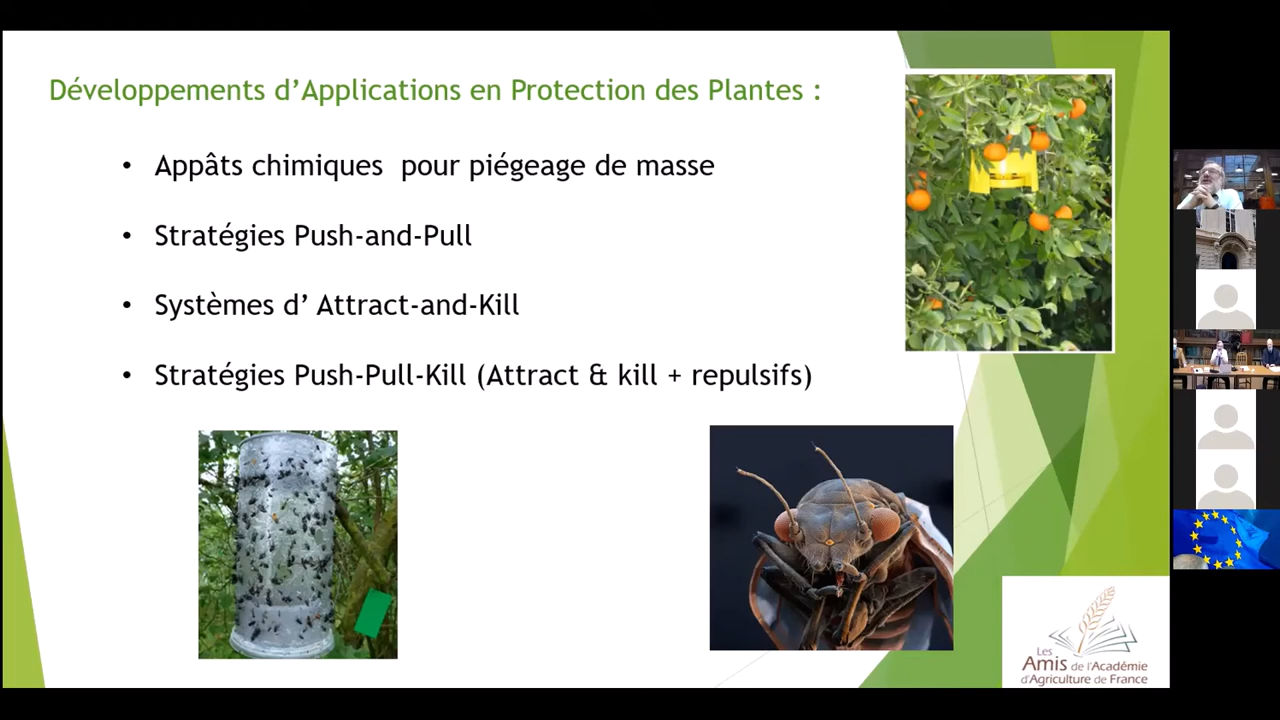 Développements d’Applications en Protection des Plantes :
• Appâts chimiques  pour piégeage de masse
• Stratégies Push-and-Pull
• Systèmes d’ Attract-and-Kill
• Stratégies Push-Pull-Kill (Attract & kill + repulsifs)
Les
Amis de l'Académie
d'Agriculture de France